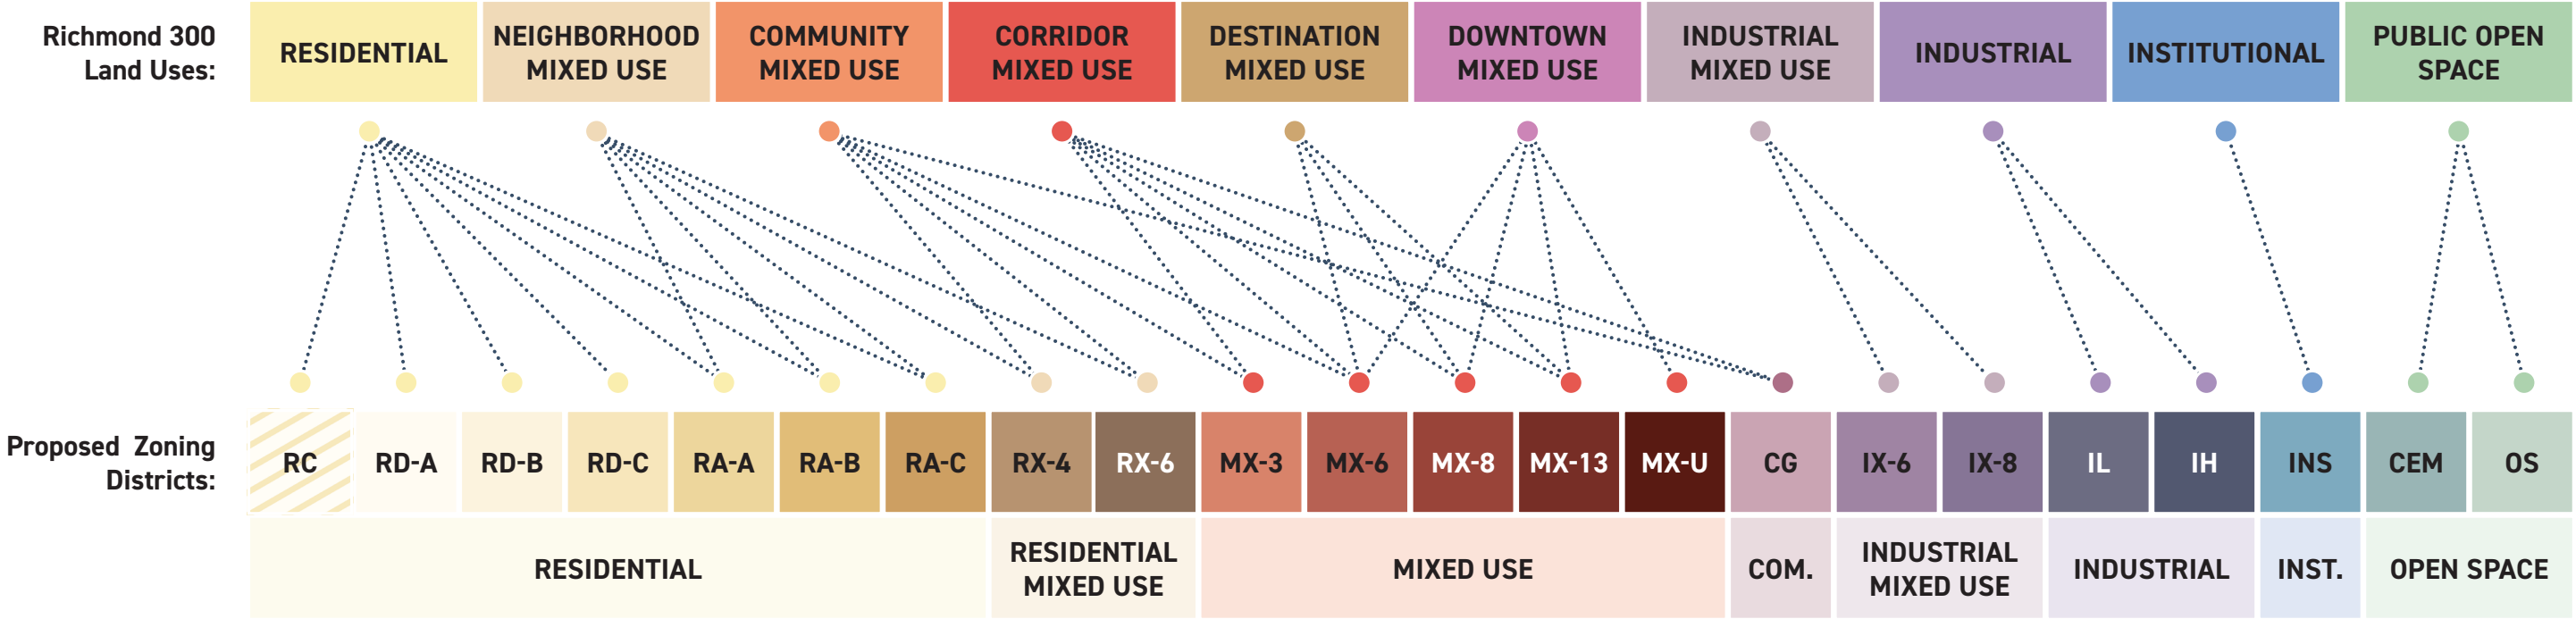 Richmond 300
Land Uses:
RESIDENTIAL
NEIGHBORHOOD
MIXED USE
COMMUNITY
MIXED USE
CORRIDOR
MIXED USE
DESTINATION
MIXED USE
DOWNTOWN
MIXED USE
INDUSTRIAL
MIXED USE
INDUSTRIAL
INSTITUTIONAL
PUBLIC OPEN
SPACE
Proposed Zoning
Districts:
RC
RD-A
RD-B
RD-C
RA-A
RA-B
RA-C
RX-4
RX-6
MX-3
MX-6
MX-8
MX-13
MX-U
CG
IX-6
IX-8
IL
IH
INS
CEM
OS
RESIDENTIAL
RESIDENTIAL
MIXED USE
MIXED USE
COM.
INDUSTRIAL
MIXED USE
INDUSTRIAL
INST.
OPEN SPACE